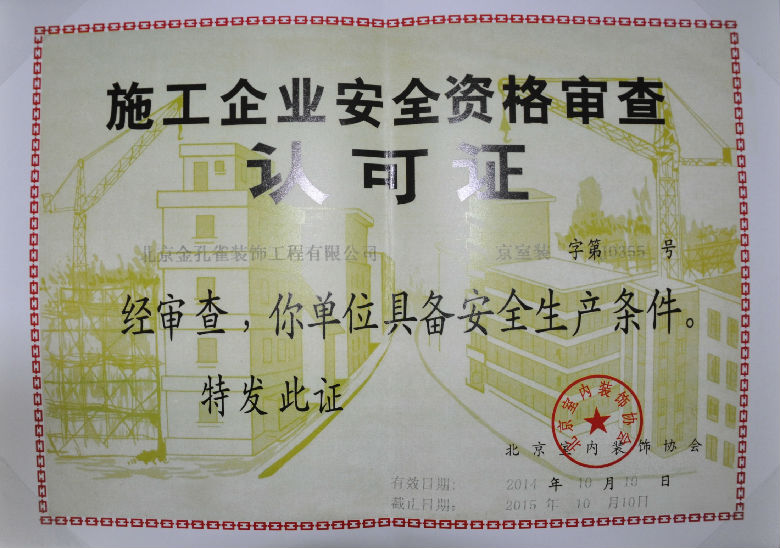 施工企业安全资格审查
认可证
北京金孔雀装饰工程有限公司 京室装 字第 10355 号
经审查，你单位具备安全生产条件。
特发此证
北京室内装饰协会
北京室内装饰协会
有效日期： 2014 年 10 月 10 日
截止日期： 2015 年 10 月 10日